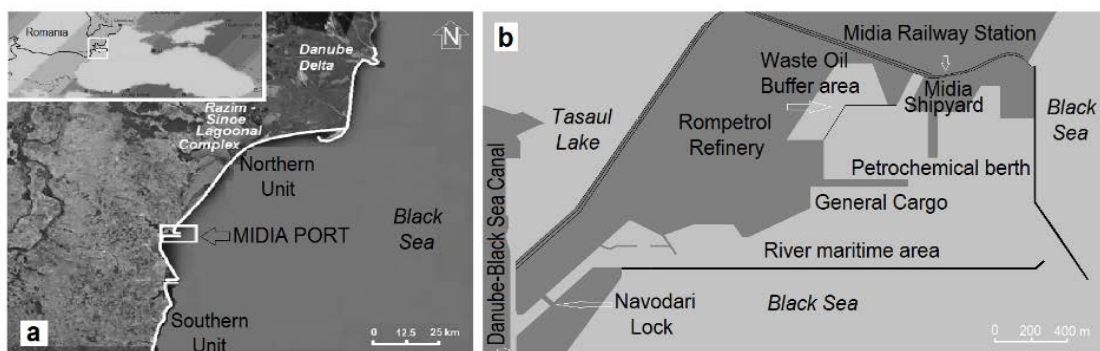 Romania
N
Danube
Delta
Razim -
Sinoe
Lagoonal
Complex
Northern
Unit
MIDIA PORT
Black
Sea
Southern
Unit
a
0 12.5 25 km
b
Midia Railway Station
Waste Oil
Buffer area
Midia
Shipyard
Black
Sea
Tasaul
Lake
Rompetrol
Refinery
Petrochemical berth
General Cargo
Danube-Black Sea Canal
River maritime area
Navodari
Lock
Black Sea
0 200 400 m